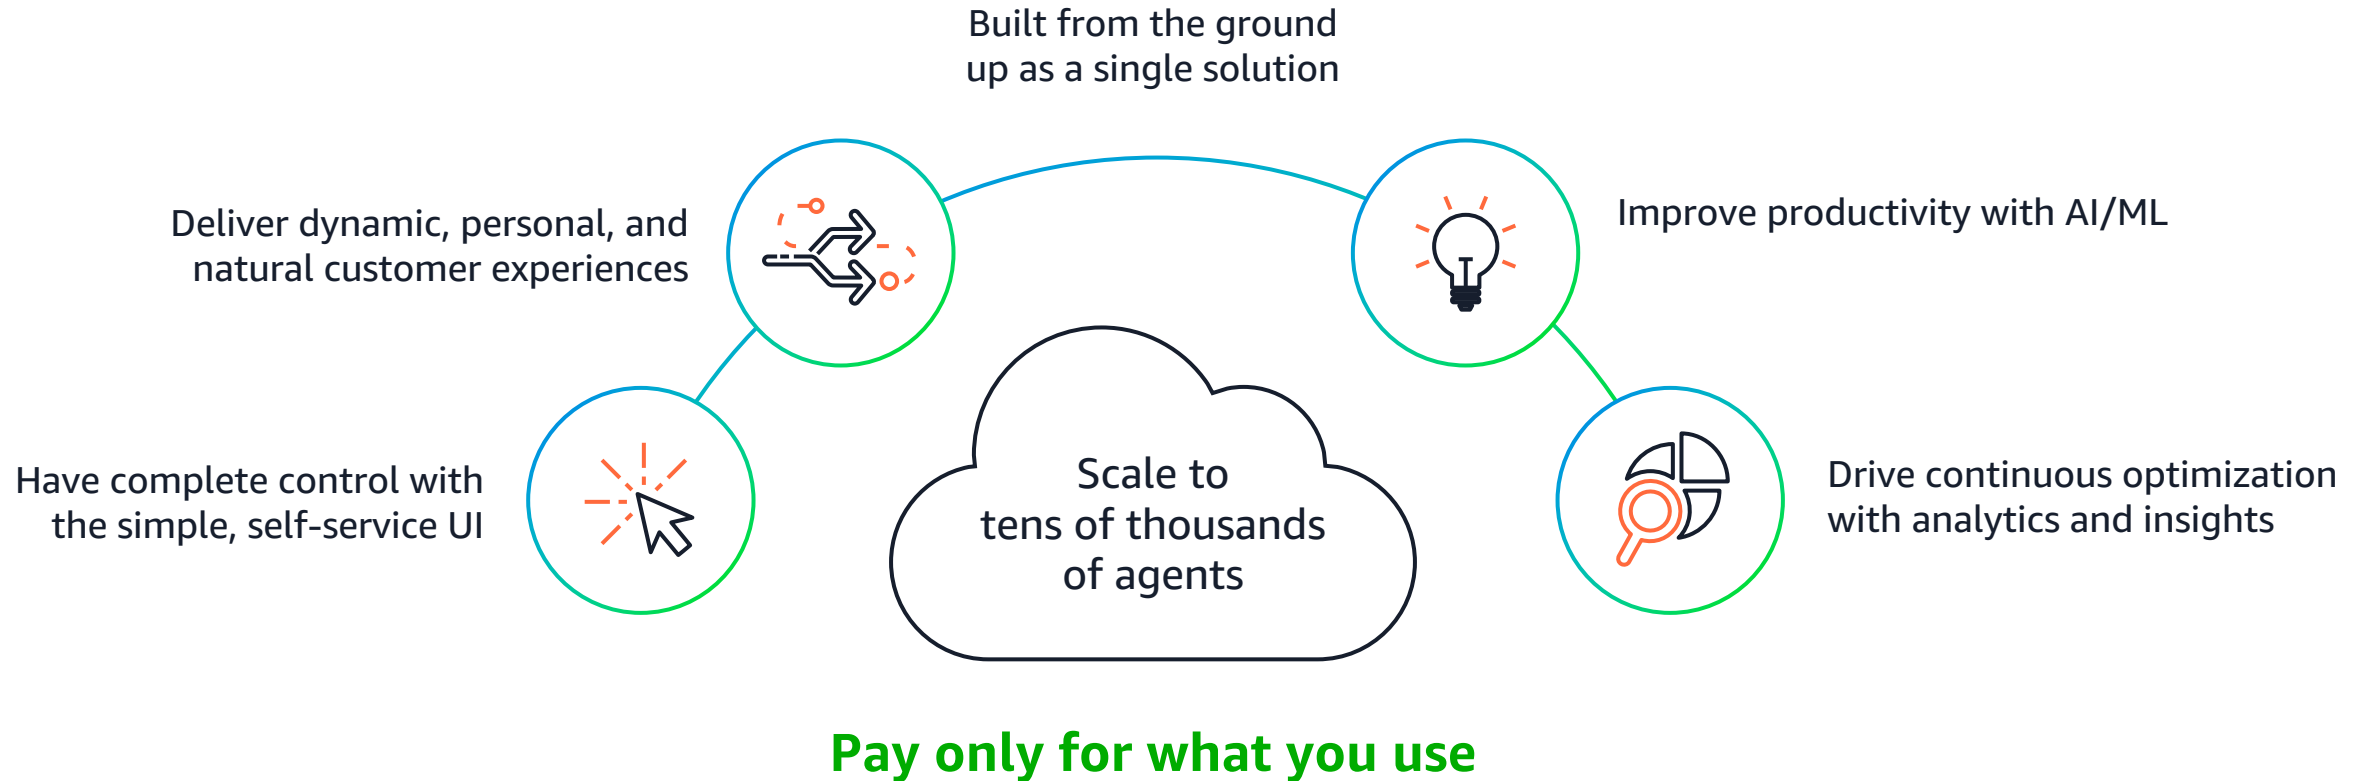 Built from the ground
up as a single solution
Deliver dynamic, personal, and
natural customer experiences
Improve productivity with AI/ML
Have complete control with
the simple, self-service UI
Scale to
tens of thousands
of agents
Drive continuous optimization
with analytics and insights
Pay only for what you use